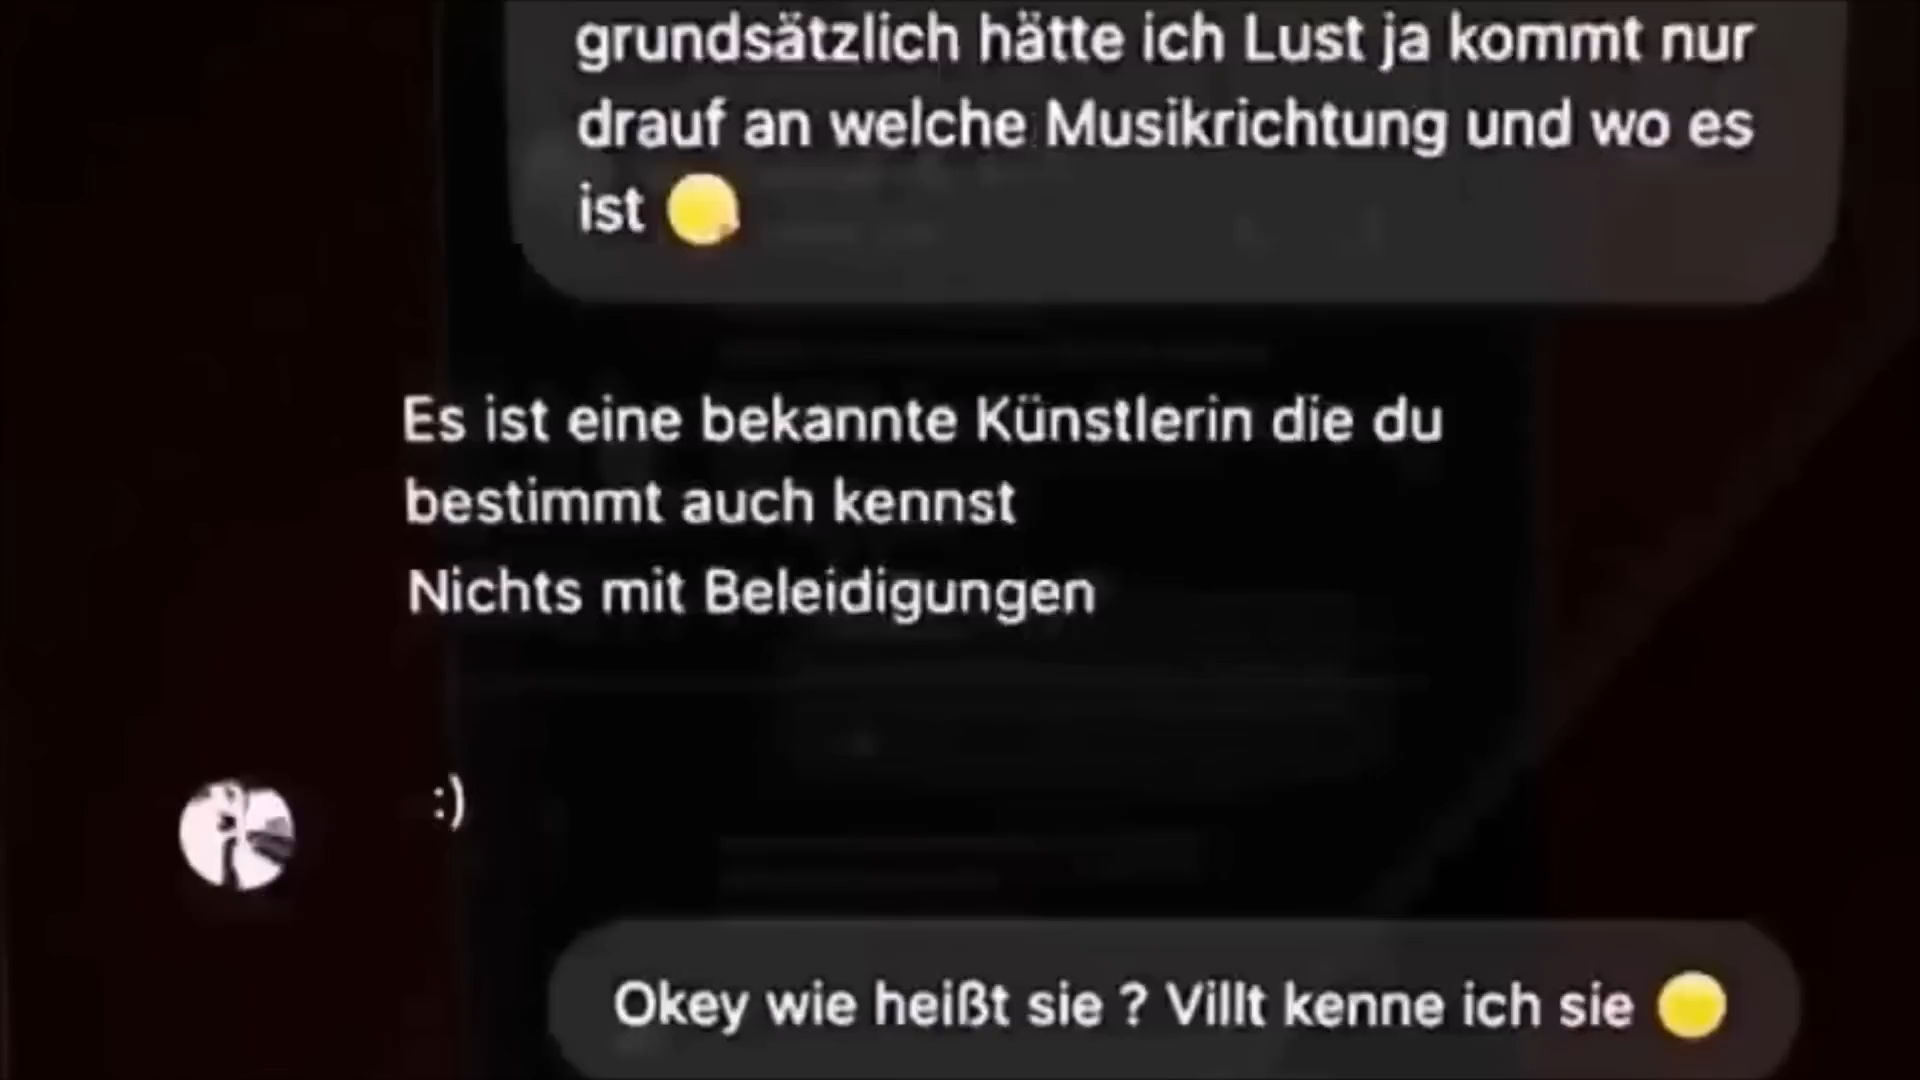 grundsätzlich hätte ich Lust ja kommt nur
drauf an welche Musikrichtung und wo es
ist
Es ist eine bekannte Künstlerin die du
bestimmt auch kennst
Nichts mit Beleidigungen
:)
Okey wie heißt sie ? Villt kenne ich sie